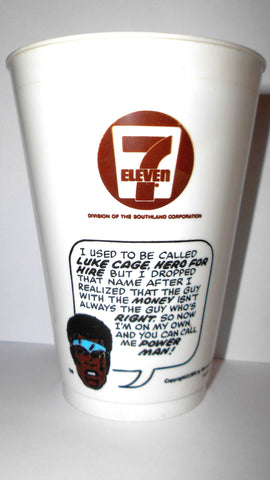 7
ELEVEN
DIVISION OF THE SOUTHLAND CORPORATION
I USED TO BE CALLED
LUKE CAGE, HERO FOR
HIRE BUT I DROPPED
THAT NAME AFTER I
REALIZED THAT THE GUY
WITH THE MONEY ISN'T
ALWAYS THE GUY WHO'S
RIGHT. SO NOW
I'M ON MY OWN
AND YOU CAN CALL
ME POWER
MAN!